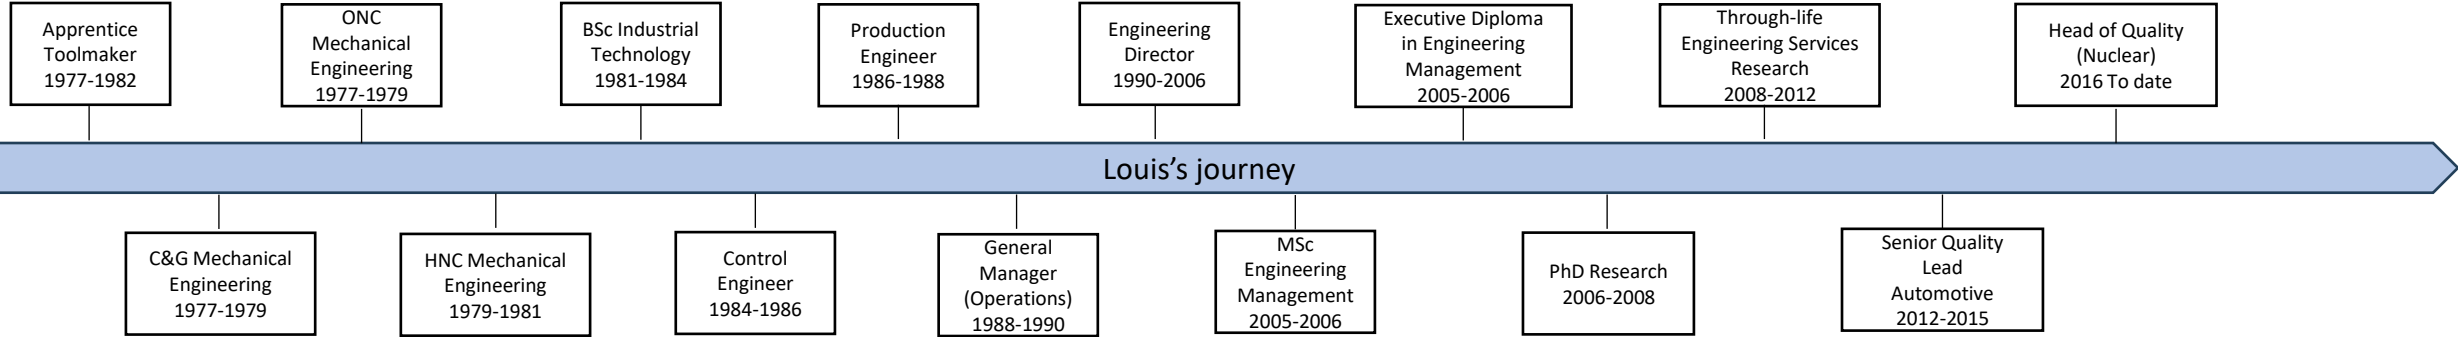 Apprentice
Toolmaker
1977-1982
ONC
Mechanical
Engineering
1977-1979
BSc Industrial
Technology
1981-1984
Production
Engineer
1986-1988
Engineering
Director
1990-2006
Executive Diploma
in Engineering
Management
2005-2006
Through-life
Engineering Services
Research
2008-2012
Head of Quality
(Nuclear)
2016 To date
Louis’s journey
C&G Mechanical
Engineering
1977-1979
HNC Mechanical
Engineering
1979-1981
Control
Engineer
1984-1986
General
Manager
(Operations)
1988-1990
MSc
Engineering
Management
2005-2006
PhD Research
2006-2008
Senior Quality
Lead
Automotive
2012-2015